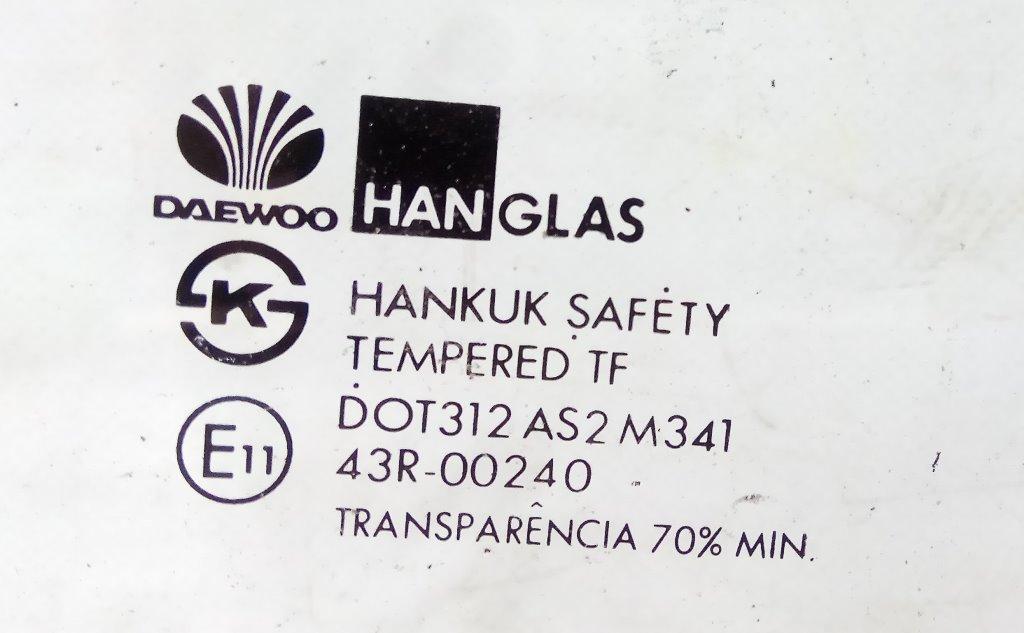 DAEWOO HANGLAS
K HANKUK SAFETY
TEMPERED TF
DOT312 AS2 M341
E11 43R-00240
TRANSPARÊNCIA 70% MIN.